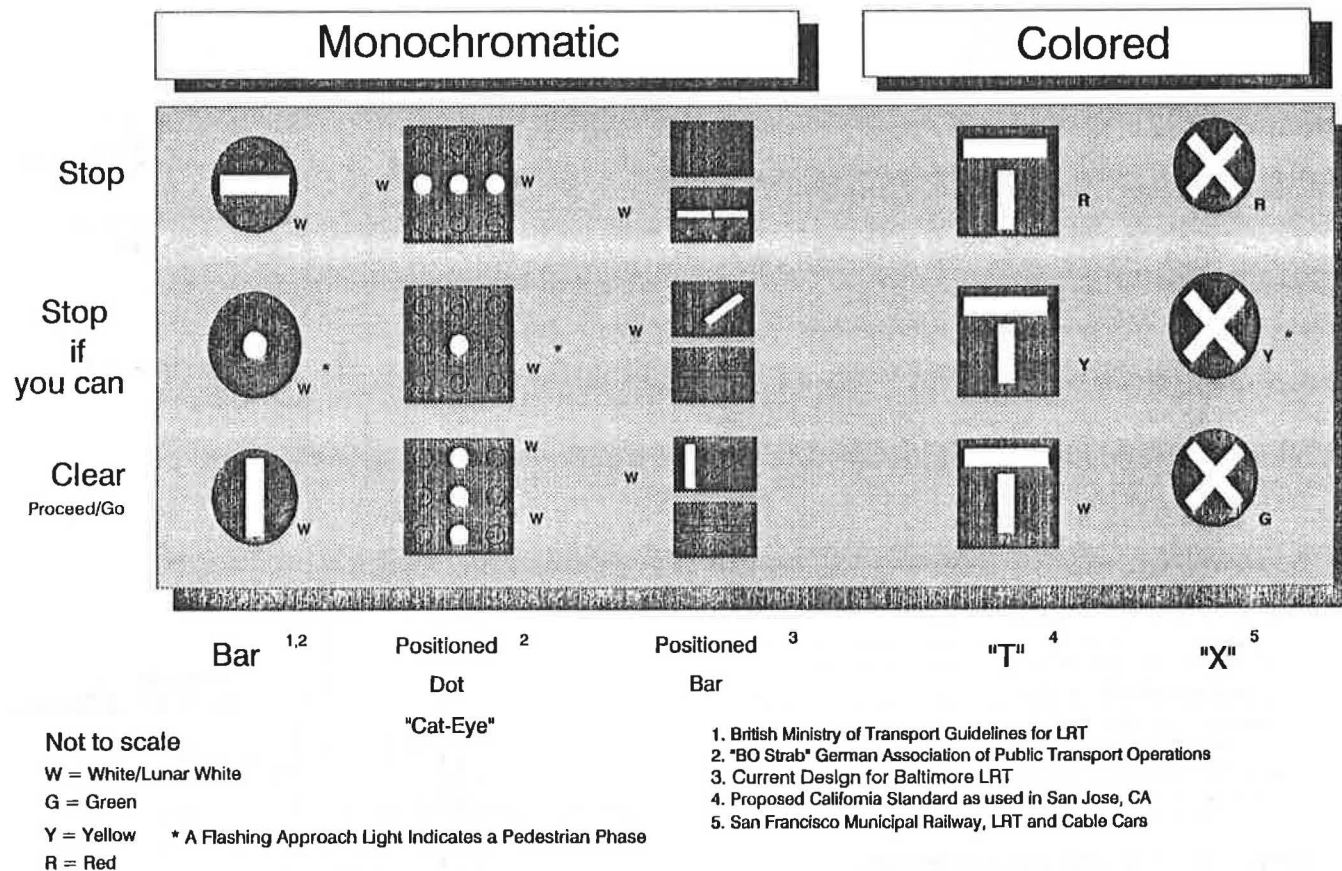 Monochromatic
Colored
Stop
W
W
W
W
R
R
Stop
if
you can
W *
W *
W
Y
Y *
Clear
Proceed/Go
W
W
W
W
W
G
Bar 1,2
Positioned 2
Dot
"Cat-Eye"
Positioned 3
Bar
"T" 4
"X" 5
Not to scale
W = White/Lunar White
G = Green
Y = Yellow
R = Red
* A Flashing Approach Light Indicates a Pedestrian Phase
1. British Ministry of Transport Guidelines for LRT
2. "BO Strab" German Association of Public Transport Operations
3. Current Design for Baltimore LRT
4. Proposed California Standard as used in San Jose, CA
5. San Francisco Municipal Railway, LRT and Cable Cars